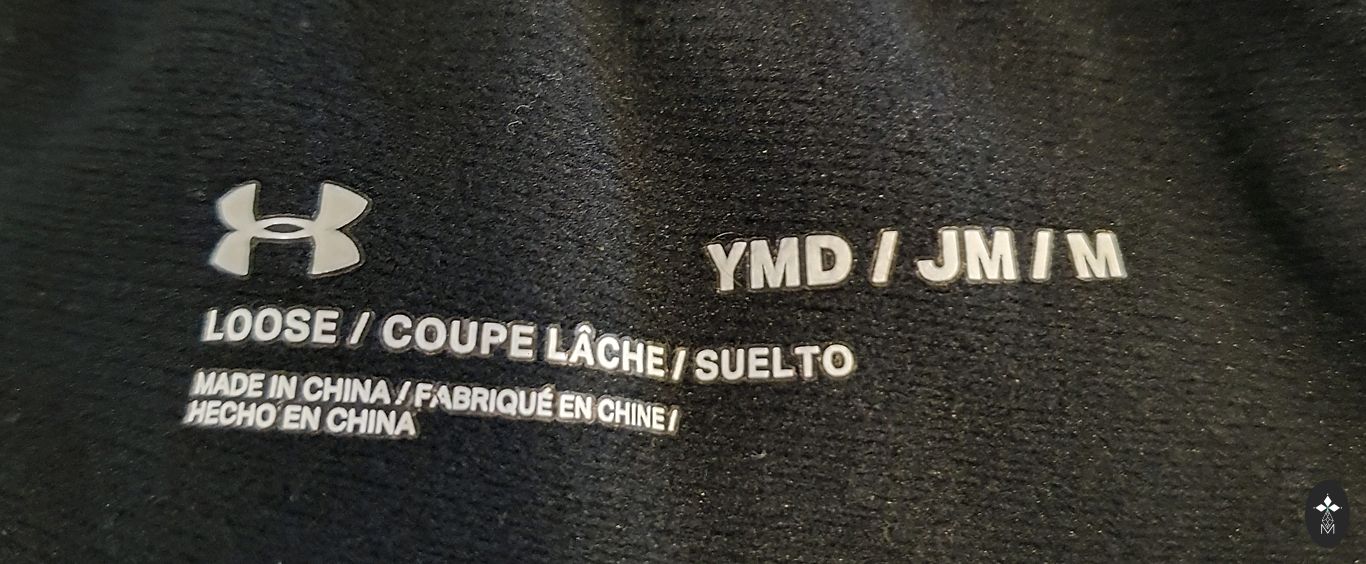 YMD / JM / M
LOOSE / COUPE LÂCHE / SUELTO
MADE IN CHINA / FABRIQUÉ EN CHINE /
HECHO EN CHINA
M